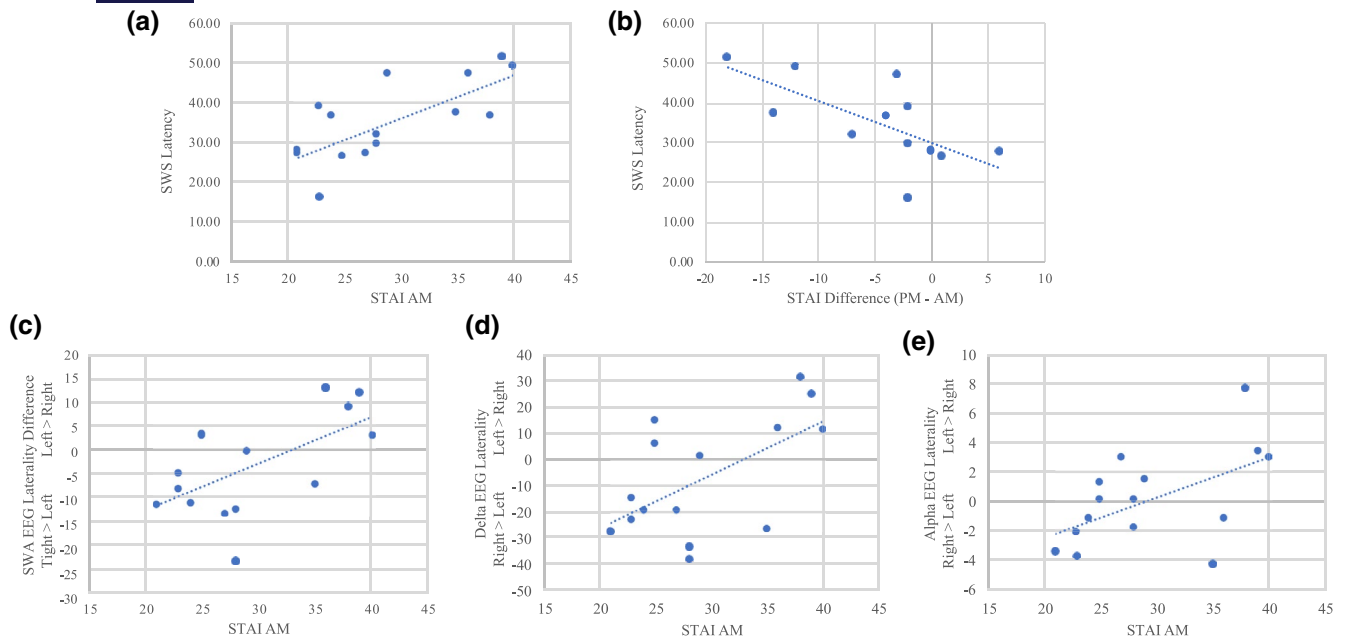 (a)
60.00
50.00
40.00
30.00
20.00
10.00
0.00
SWS Latency
15 20 25 30 35 40 45
STAI AM
(b)
60.00
50.00
40.00
30.00
20.00
10.00
0.00
SWS Latency
-20 -15 -10 -5 0 5 10
STAI Difference (PM - AM)
(c)
20
15
10
5
0
-5
-10
-15
-20
-25
-30
SWA EEG Laterality Difference
Tight > Left Left > Right
15 20 25 30 35 40 45
STAI AM
(d)
40
30
20
10
0
-10
-20
-30
-40
-50
Delta EEG Laterality
Right > Left Left > Right
15 20 25 30 35 40 45
STAI AM
(e)
10
8
6
4
2
0
-2
-4
-6
Alpha EEG Laterality
Right > Left Left > Right
15 20 25 30 35 40 45
STAI AM